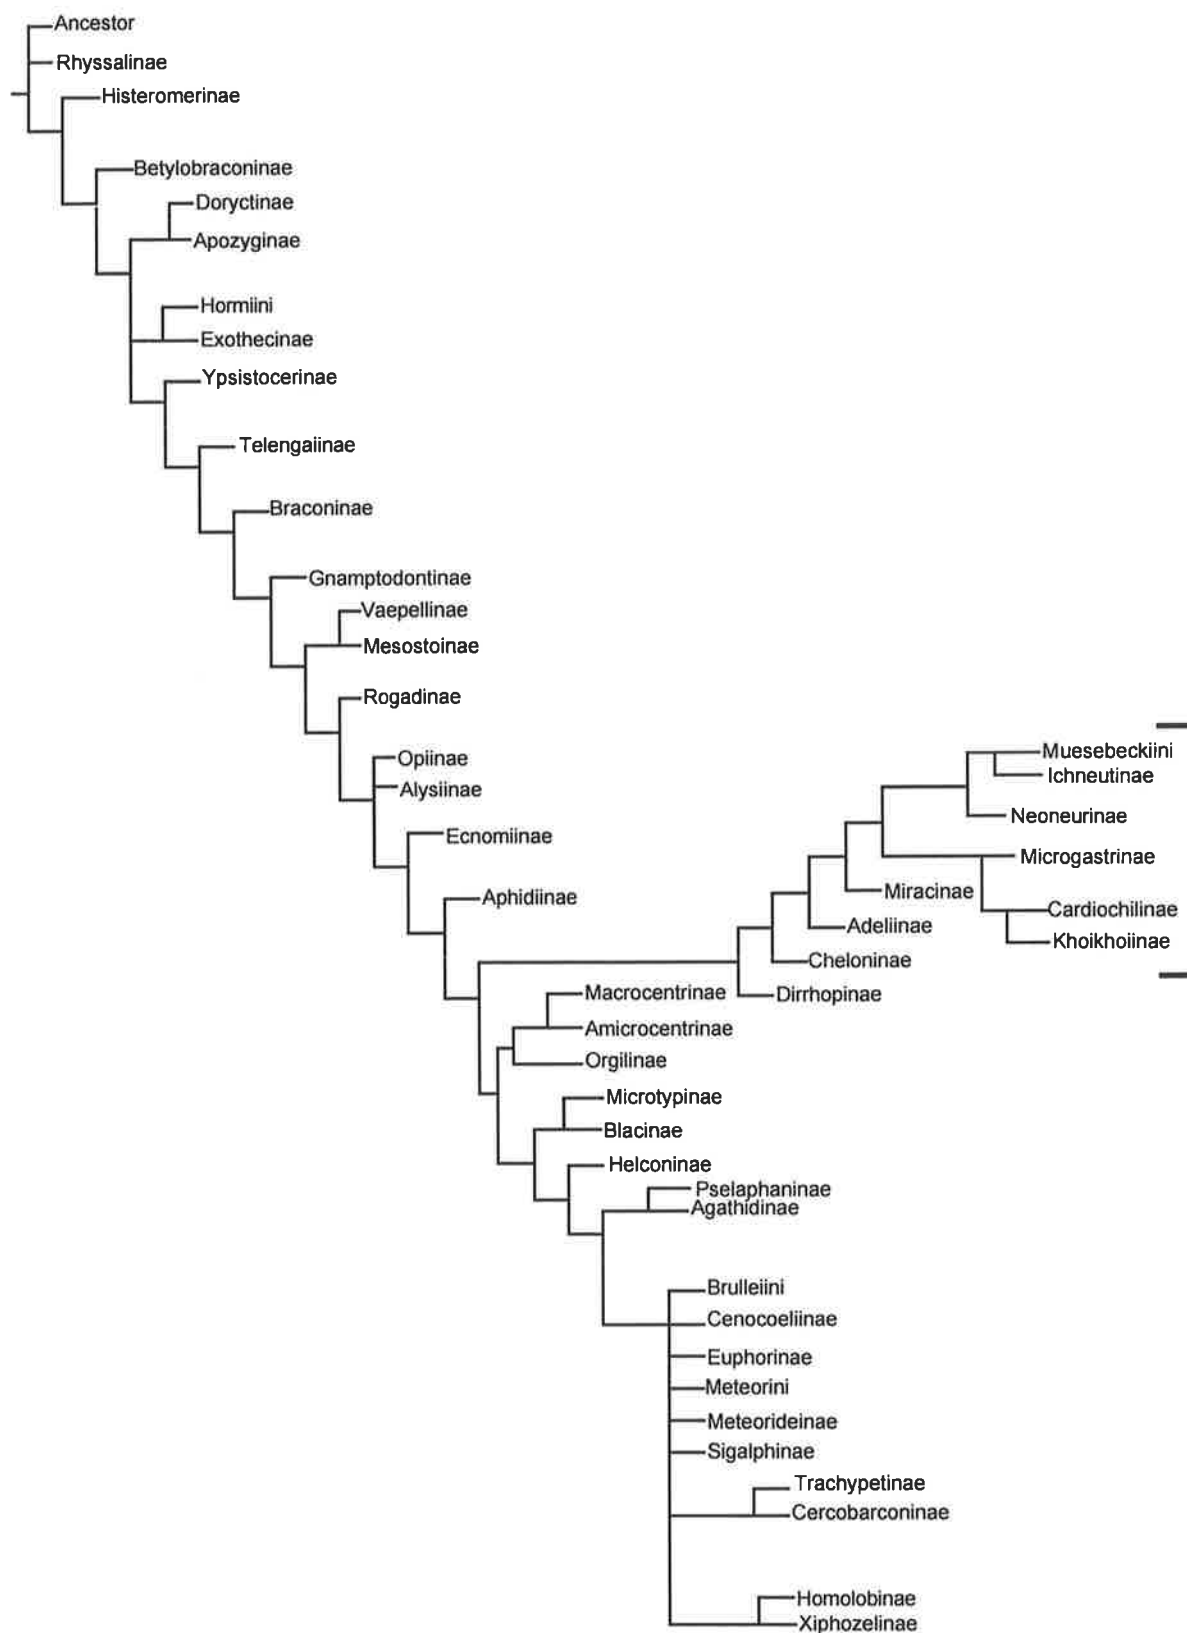 Ancestor
Rhyssalinae
Histeromerinae
Betylobraconinae
Doryctinae
Apozyginae
Hormiini
Exothecinae
Ypsistocerinae
Telengaiinae
Braconinae
Gnamptodontinae
Vaepellinae
Mesostoinae
Rogadinae
Opiinae
Alysiinae
Ecnomiinae
Aphidiinae
Muesebeckiini
Ichneutinae
Neoneurinae
Microgastrinae
Miracinae
Cardiochilinae
Adeliinae
Khoikhoiinae
Cheloninae
Dirrhopinae
Macrocentrinae
Amicrocentrinae
Orgilinae
Microtypinae
Blacinae
Helconinae
Pselaphaninae
Agathidinae
Brulleiini
Cenocoeliinae
Euphorinae
Meteorini
Meteorideinae
Sigalphinae
Trachypetinae
Cercobarconinae
Homolobinae
Xiphozelinae